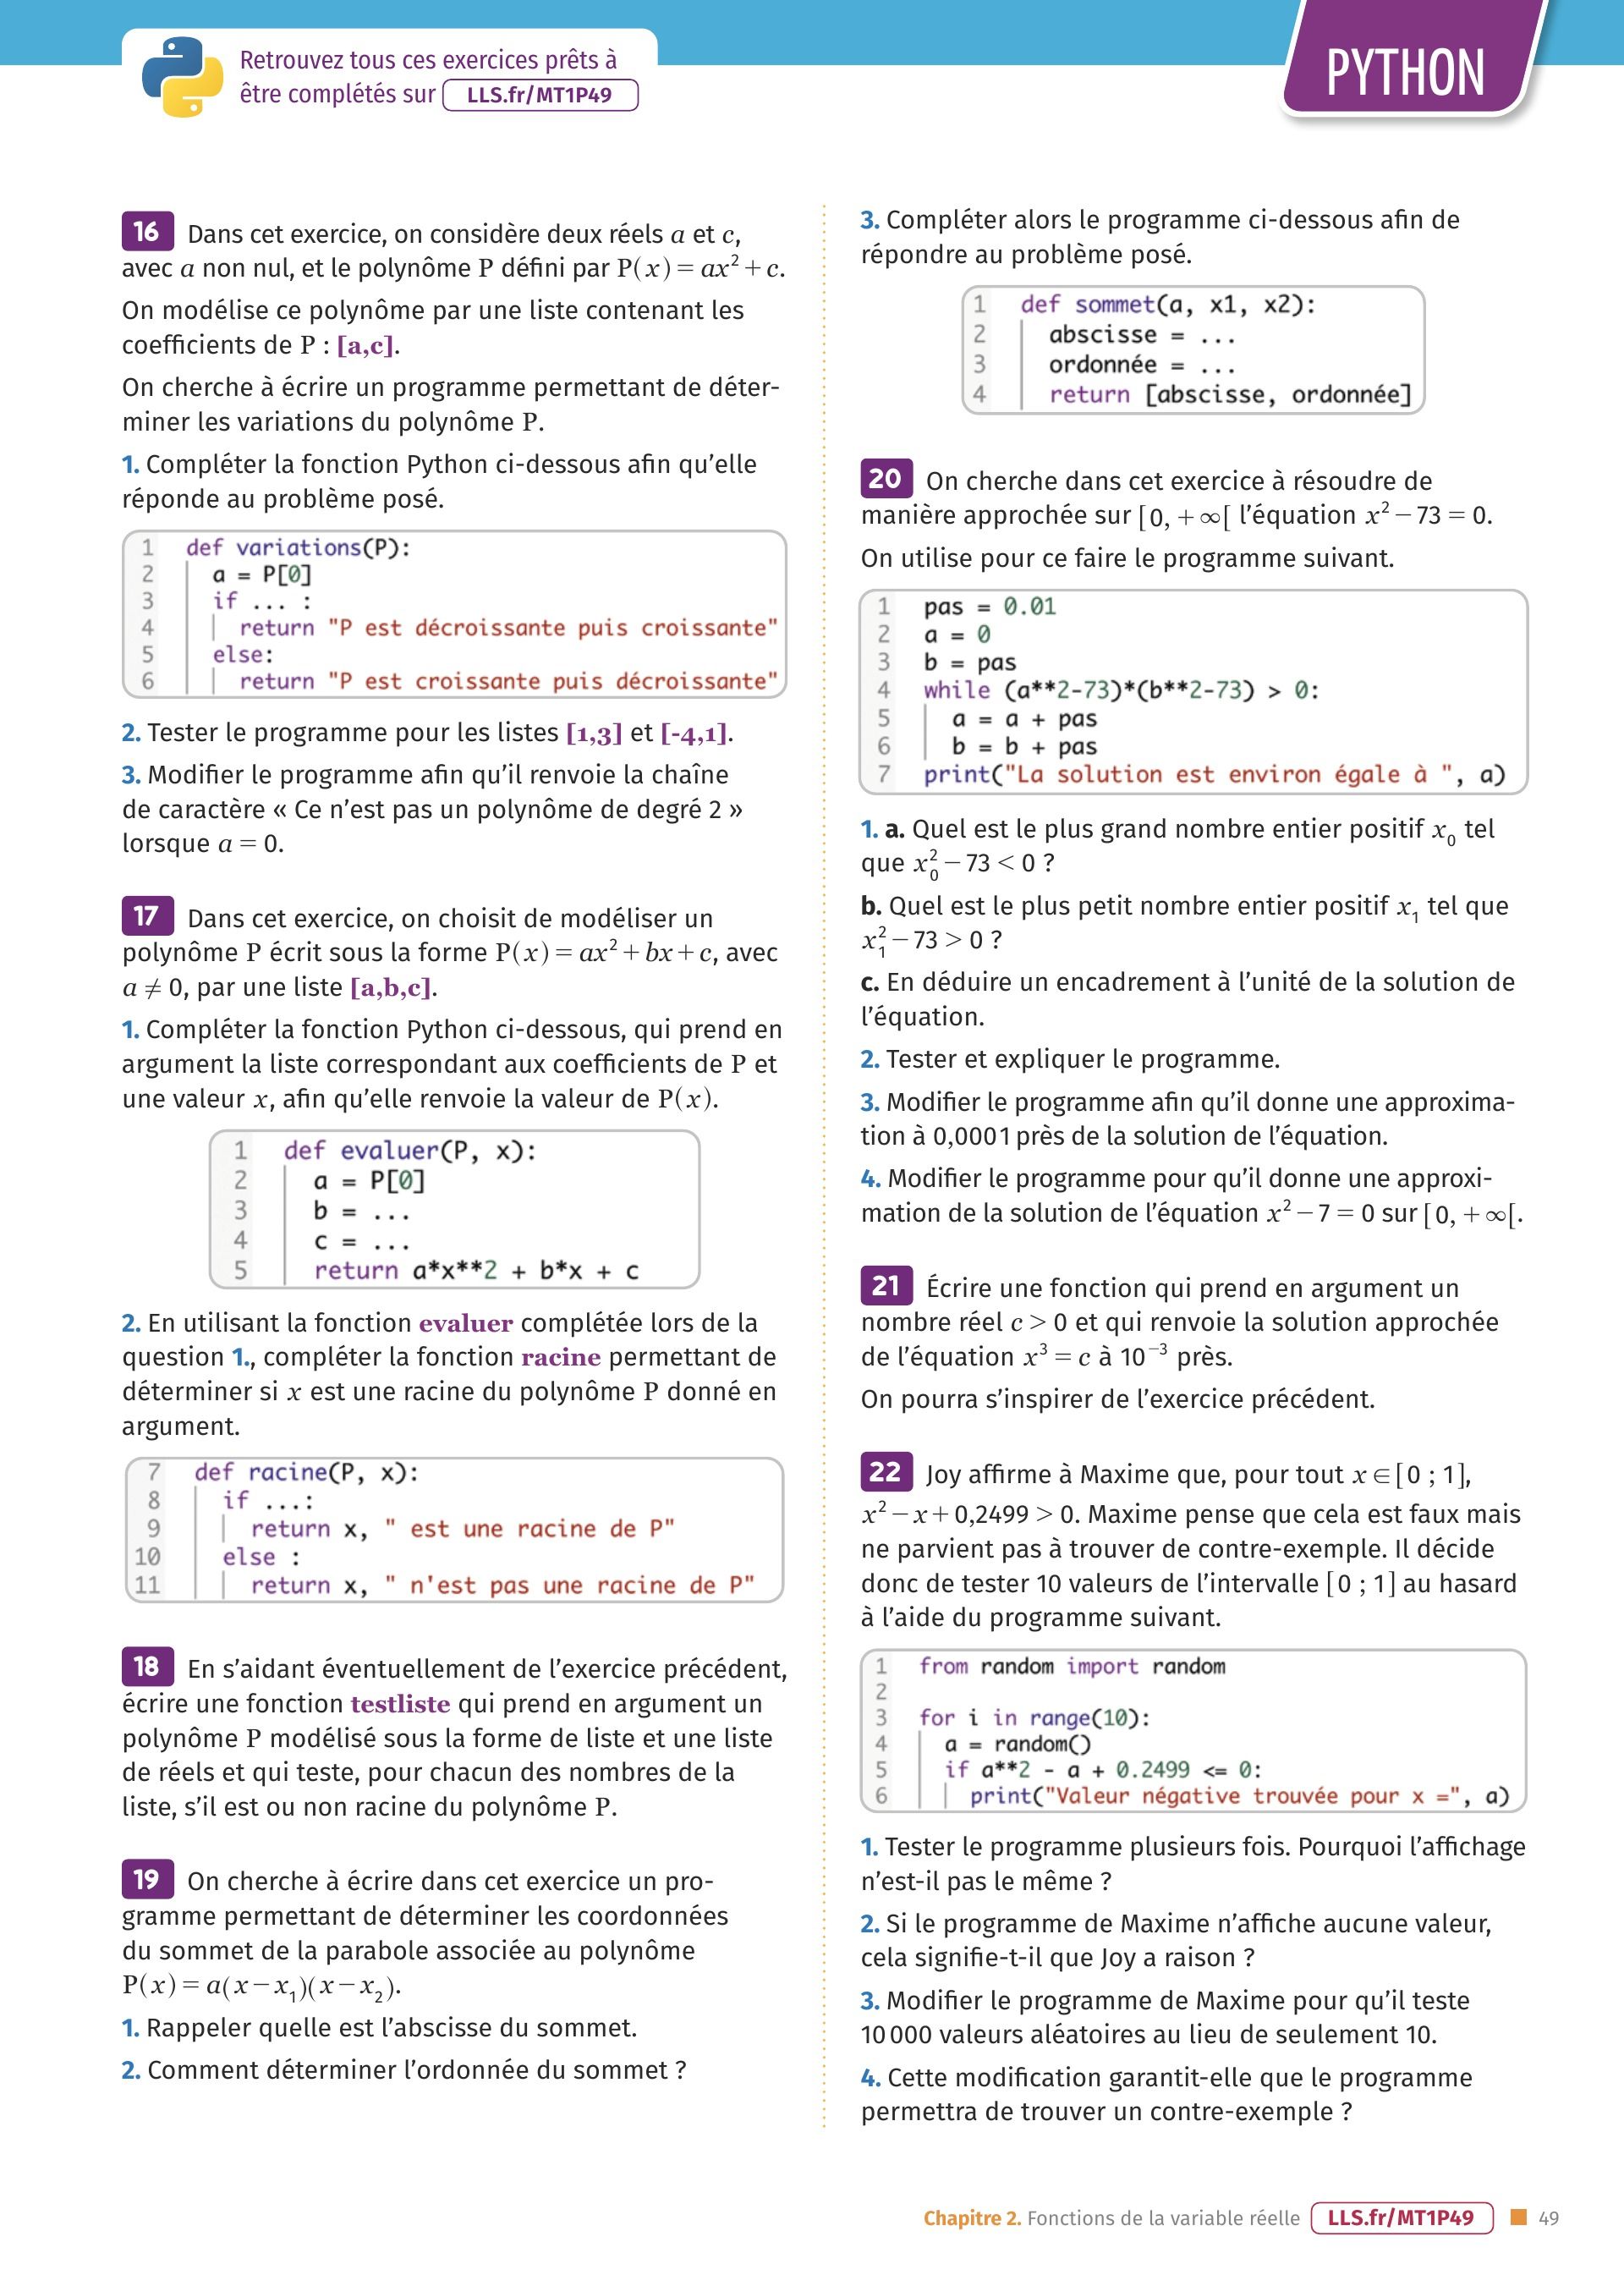 Retrouvez tous ces exercices prêts à
être complétés sur LLS.fr/MT1P49
PYTHON
16 Dans cet exercice, on considère deux réels a et c,
avec a non nul, et le polynôme P défini par P(x) = ax² + c.
On modélise ce polynôme par une liste contenant les
coefficients de P : [a,c].
On cherche à écrire un programme permettant de déter-
miner les variations du polynôme P.
1. Compléter la fonction Python ci-dessous afin qu’elle
réponde au problème posé.
1 def variations(P):
2 a = P[0]
3 if ... :
4 return "P est décroissante puis croissante"
5 else:
6 return "P est croissante puis décroissante"
2. Tester le programme pour les listes [1,3] et [-4,1].
3. Modifier le programme afin qu’il renvoie la chaîne
de caractère « Ce n’est pas un polynôme de degré 2 »
lorsque a = 0.
17 Dans cet exercice, on choisit de modéliser un
polynôme P écrit sous la forme P(x) = ax² + bx + c, avec
a ≠ 0, par une liste [a,b,c].
1. Compléter la fonction Python ci-dessous, qui prend en
argument la liste correspondant aux coefficients de P et
une valeur x, afin qu’elle renvoie la valeur de P(x).
1 def evaluer(P, x):
2 a = P[0]
3 b = ...
4 c = ...
5 return a*x**2 + b*x + c
2. En utilisant la fonction evaluer complétée lors de la
question 1., compléter la fonction racine permettant de
déterminer si x est une racine du polynôme P donné en
argument.
7 def racine(P, x):
8 if ...:
9 return x, " est une racine de P"
10 else :
11 return x, " n'est pas une racine de P"
18 En s’aidant éventuellement de l’exercice précédent,
écrire une fonction testliste qui prend en argument un
polynôme P modélisé sous la forme de liste et une liste
de réels et qui teste, pour chacun des nombres de la
liste, s’il est ou non racine du polynôme P.
19 On cherche à écrire dans cet exercice un pro-
gramme permettant de déterminer les coordonnées
du sommet de la parabole associée au polynôme
P(x) = a(x − x₁)(x − x₂).
1. Rappeler quelle est l’abscisse du sommet.
2. Comment déterminer l’ordonnée du sommet ?
3. Compléter alors le programme ci-dessous afin de
répondre au problème posé.
1 def sommet(a, x1, x2):
2 abscisse = ...
3 ordonnée = ...
4 return [abscisse, ordonnée]
20 On cherche dans cet exercice à résoudre de
manière approchée sur [0, +∞[ l’équation x² − 73 = 0.
On utilise pour ce faire le programme suivant.
1 pas = 0.01
2 a = 0
3 b = pas
4 while (a**2-73)*(b**2-73) > 0:
5 a = a + pas
6 b = b + pas
7 print("La solution est environ égale à ", a)
1. a. Quel est le plus grand nombre entier positif x₀ tel
que x₀² − 73 < 0 ?
b. Quel est le plus petit nombre entier positif x₁ tel que
x₁² − 73 > 0 ?
c. En déduire un encadrement à l’unité de la solution de
l’équation.
2. Tester et expliquer le programme.
3. Modifier le programme afin qu’il donne une approxima-
tion à 0,0001 près de la solution de l’équation.
4. Modifier le programme pour qu’il donne une approxi-
mation de la solution de l’équation x² − 7 = 0 sur [0, +∞[.
21 Écrire une fonction qui prend en argument un
nombre réel c > 0 et qui renvoie la solution approchée
de l’équation x³ = c à 10⁻³ près.
On pourra s’inspirer de l’exercice précédent.
22 Joy affirme à Maxime que, pour tout x ∈ [0 ; 1],
x² − x + 0,2499 > 0. Maxime pense que cela est faux mais
ne parvient pas à trouver de contre-exemple. Il décide
donc de tester 10 valeurs de l’intervalle [0 ; 1] au hasard
à l’aide du programme suivant.
1 from random import random
2
3 for i in range(10):
4 a = random()
5 if a**2 - a + 0.2499 <= 0:
6 print("Valeur négative trouvée pour x =", a)
1. Tester le programme plusieurs fois. Pourquoi l’affichage
n’est-il pas le même ?
2. Si le programme de Maxime n’affiche aucune valeur,
cela signifie-t-il que Joy a raison ?
3. Modifier le programme de Maxime pour qu’il teste
10 000 valeurs aléatoires au lieu de seulement 10.
4. Cette modification garantit-elle que le programme
permettra de trouver un contre-exemple ?
Chapitre 2. Fonctions de la variable réelle LLS.fr/MT1P49 49